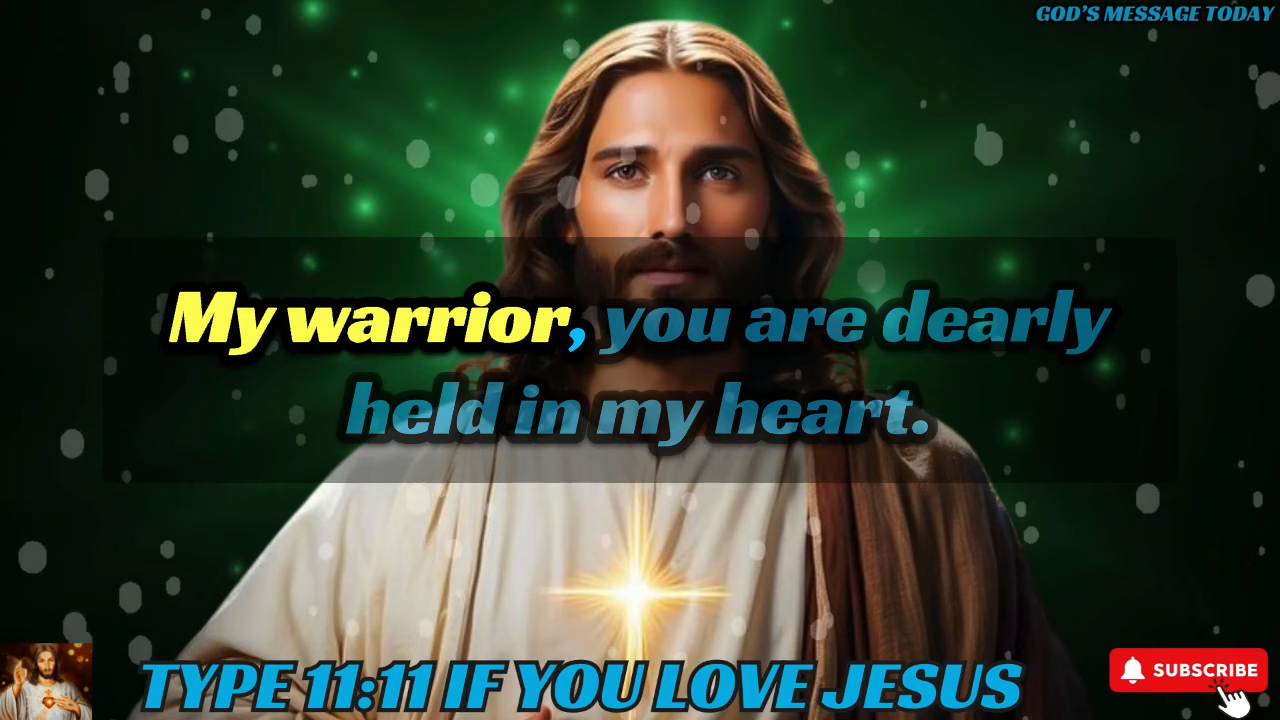 GOD'S MESSAGE TODAY
My warrior, you are dearly
held in my heart.
TYPE 11:11 IF YOU LOVE JESUS
SUBSCRIBE